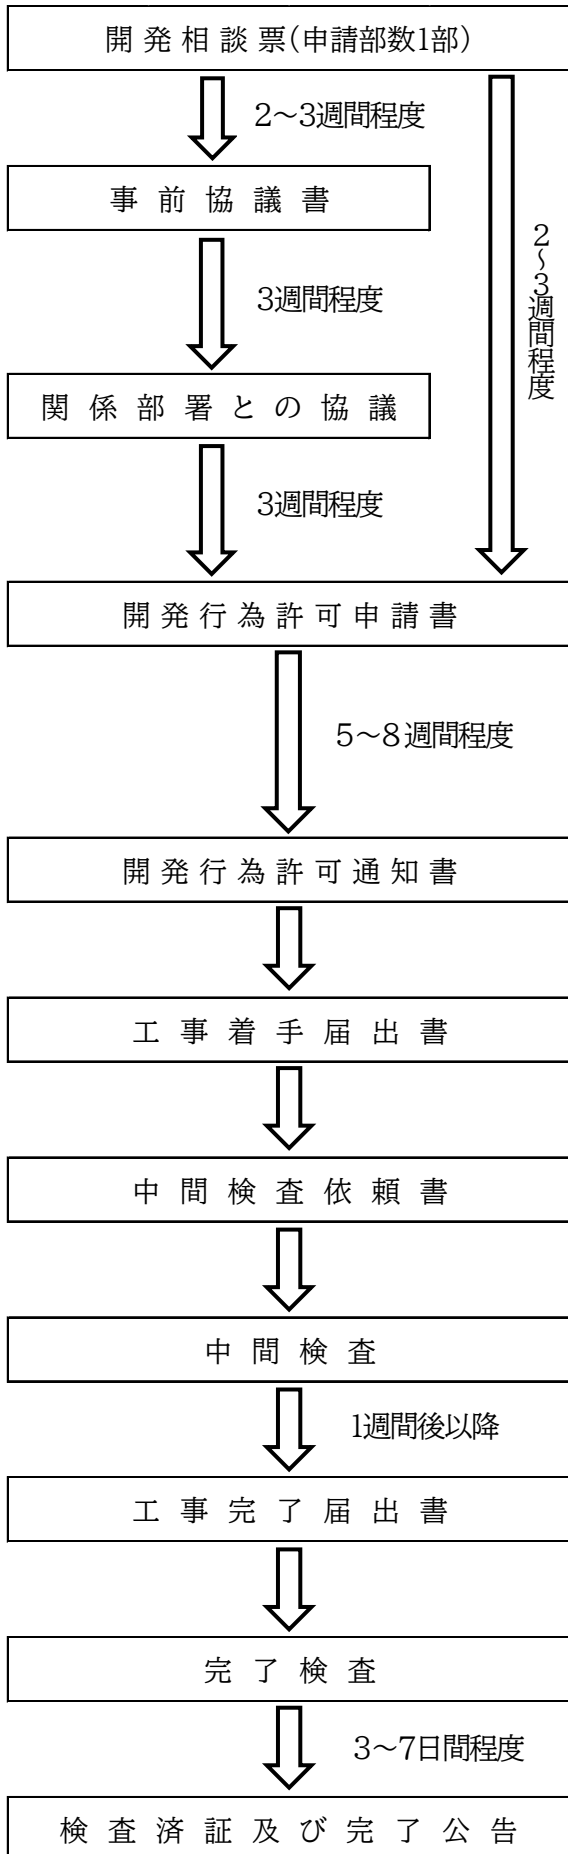 開発相談票(申請部数1部)
2～3週間程度
事前協議書
3週間程度
2～3週間程度
関係部署との協議
3週間程度
開発行為許可申請書
5～8週間程度
開発行為許可通知書
工事着手届出書
中間検査依頼書
中間検査
1週間後以降
工事完了届出書
完了検査
3～7日間程度
検査済証及び完了公告